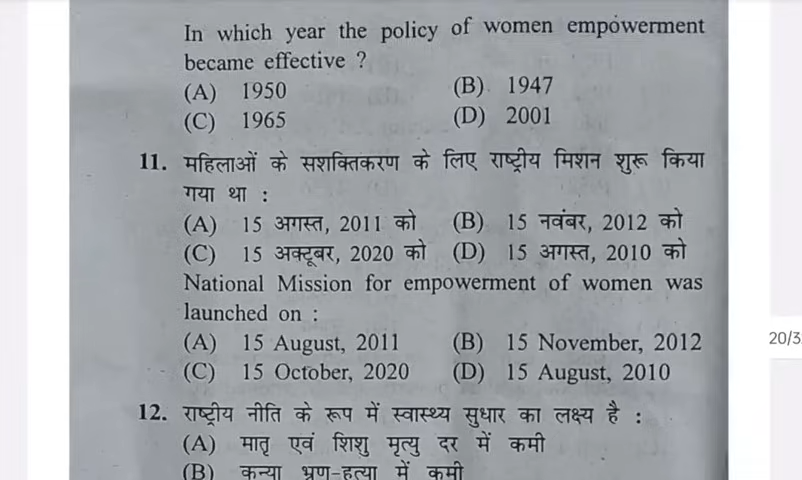 In which year the policy of women empowerment
became effective ?
(A) 1950 (B) 1947
(C) 1965 (D) 2001
11. महिलाओं के सशक्तिकरण के लिए राष्ट्रीय मिशन शुरू किया
गया था :
(A) 15 अगस्त, 2011 को (B) 15 नवंबर, 2012 को
(C) 15 अक्टूबर, 2020 को (D) 15 अगस्त, 2010 को
National Mission for empowerment of women was
launched on :
(A) 15 August, 2011 (B) 15 November, 2012
(C) 15 October, 2020 (D) 15 August, 2010
20/3
12. राष्ट्रीय नीति के रूप में स्वास्थ्य सुधार का लक्ष्य है :
(A) मातृ एवं शिशु मृत्यु दर में कमी
(B) कन्या भ्रूण-हत्या में कमी